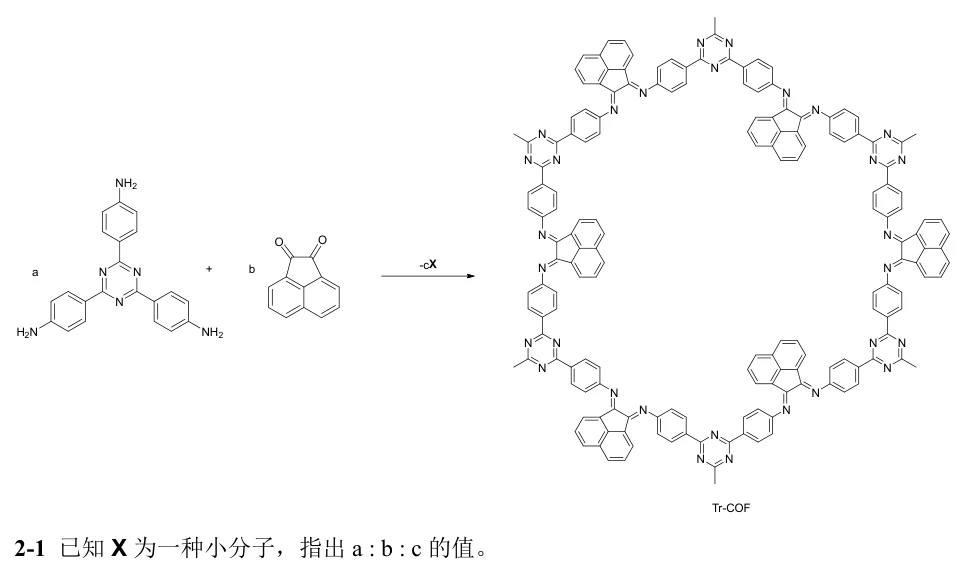 N N
N
N N
N N
N N
N N N N
NH₂
N N
O O
a + b -cX
N N
N N
N
H₂N NH₂
N N N N
N N
N N
N N
N
N N
Tr-COF
2-1 已知 X 为一种小分子，指出 a : b : c 的值。